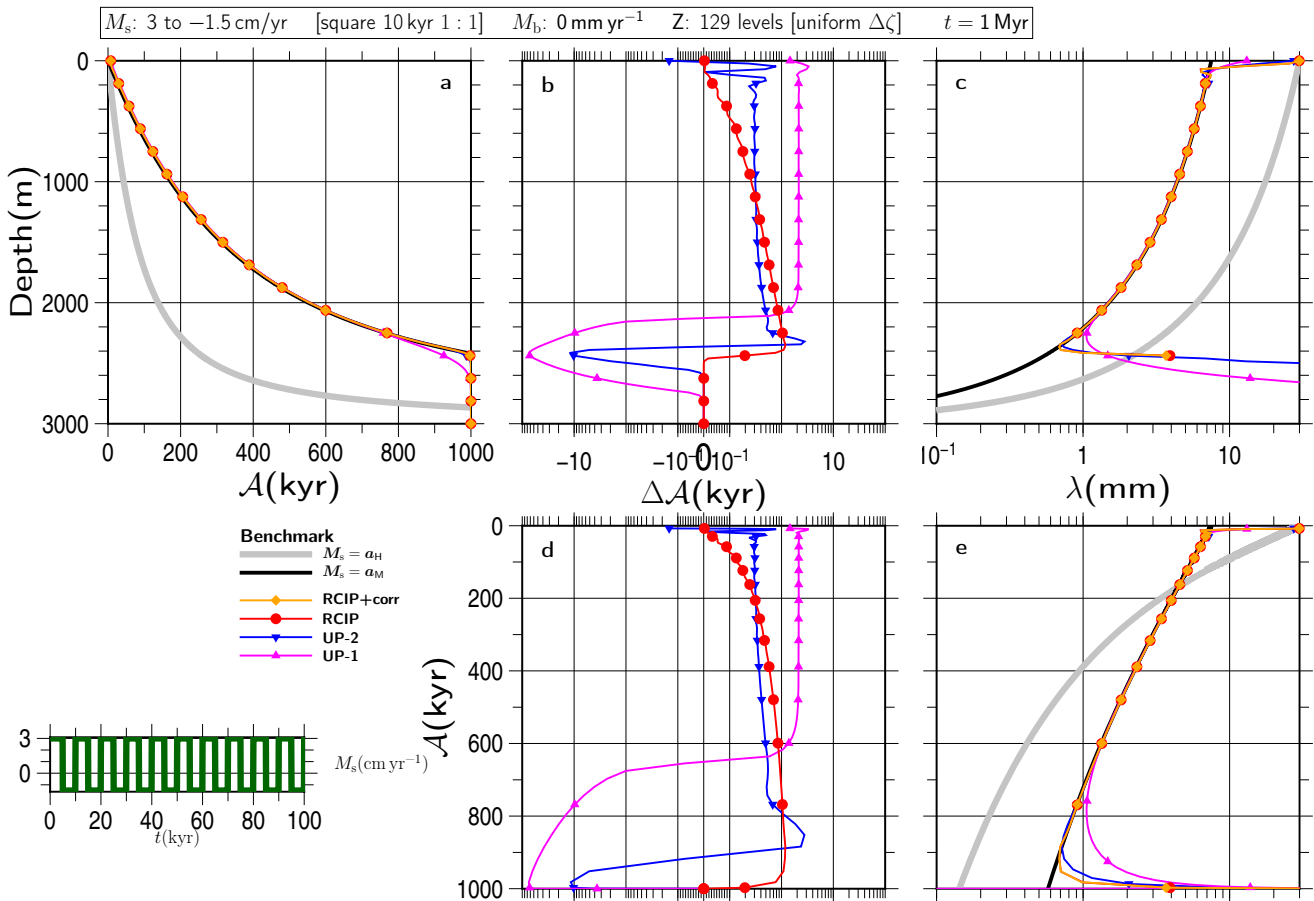 Mₛ: 3 to −1.5 cm/yr [square 10 kyr 1 : 1] M_b: 0 mm yr⁻¹ Z: 129 levels [uniform Δζ] t = 1 Myr
a
b
c
0
1000
2000
3000
Depth(m)
0 200 400 600 800 1000
𝒜(kyr)
−10 −10⁻¹ 0 10⁻¹ 10
Δ𝒜(kyr)
10⁻¹ 1 10
λ(mm)
d
e
0
200
400
600
800
1000
𝒜(kyr)
Benchmark
Mₛ = a_H
Mₛ = a_M
RCIP+corr
RCIP
UP-2
UP-1
3
0
Mₛ(cm yr⁻¹)
0 20 40 60 80 100
t(kyr)